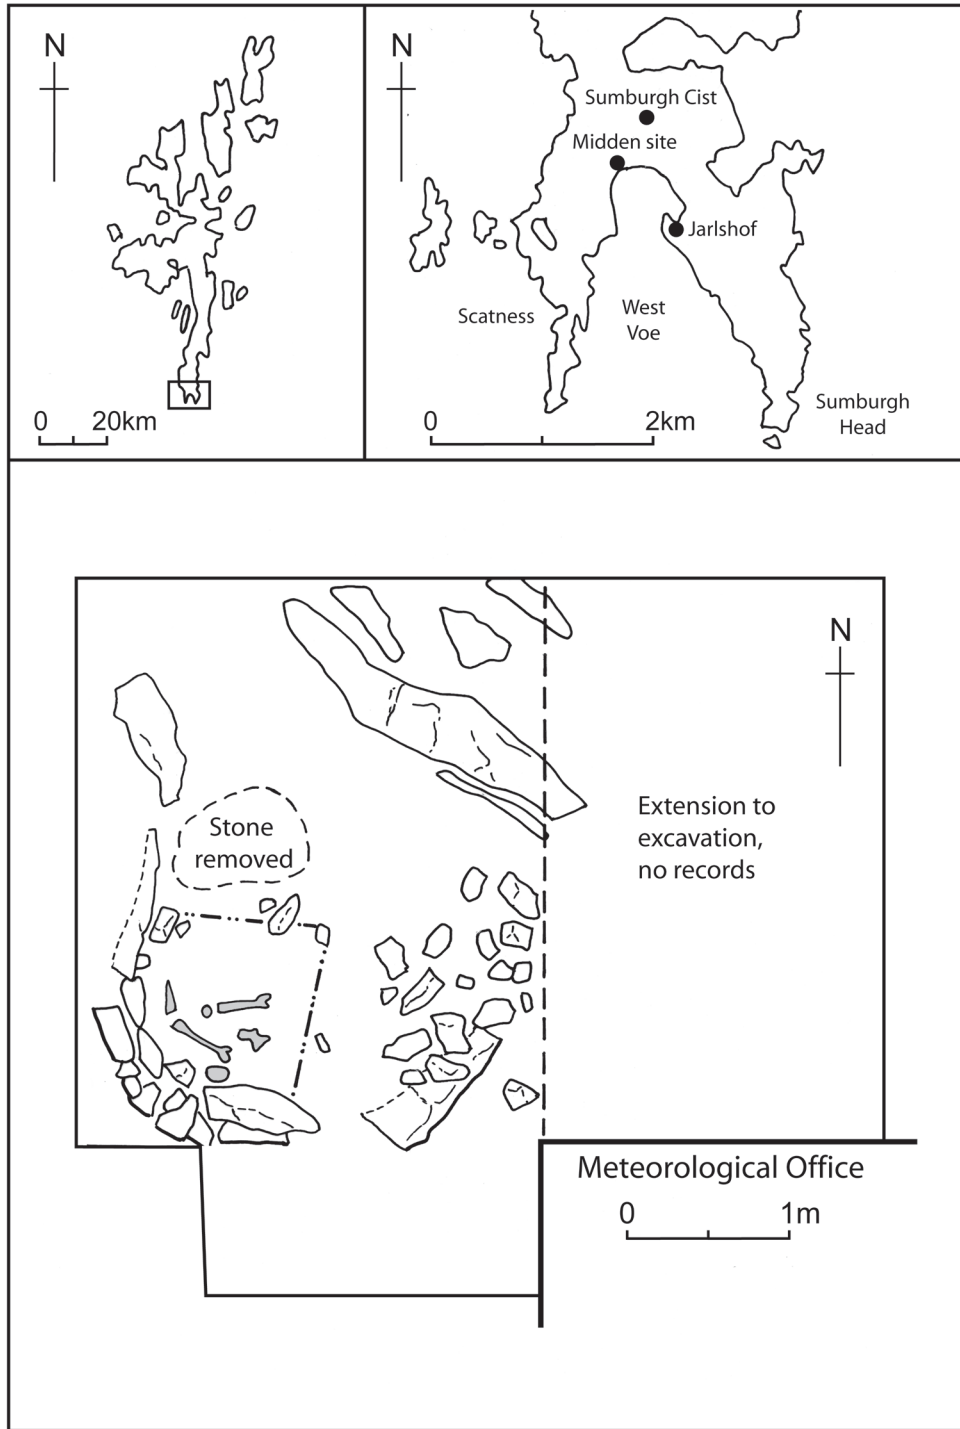 N
0 20km
N
Sumburgh Cist
Midden site
Jarlshof
Scatness
West
Voe
Sumburgh
Head
0 2km
N
Stone
removed
Extension to
excavation,
no records
Meteorological Office
0 1m